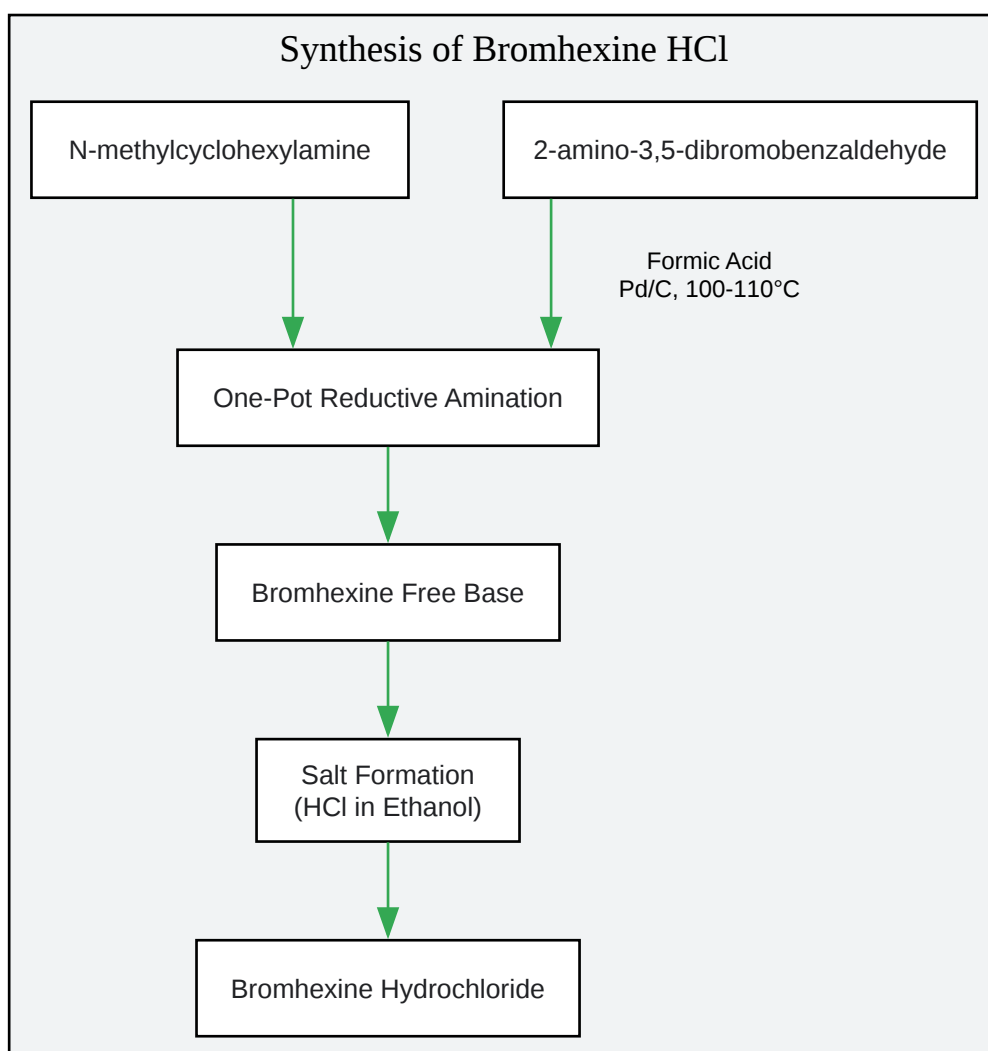 Synthesis of Bromhexine HCl
N-methylcyclohexylamine
2-amino-3,5-dibromobenzaldehyde
Formic Acid
Pd/C, 100-110°C
One-Pot Reductive Amination
Bromhexine Free Base
Salt Formation
(HCl in Ethanol)
Bromhexine Hydrochloride